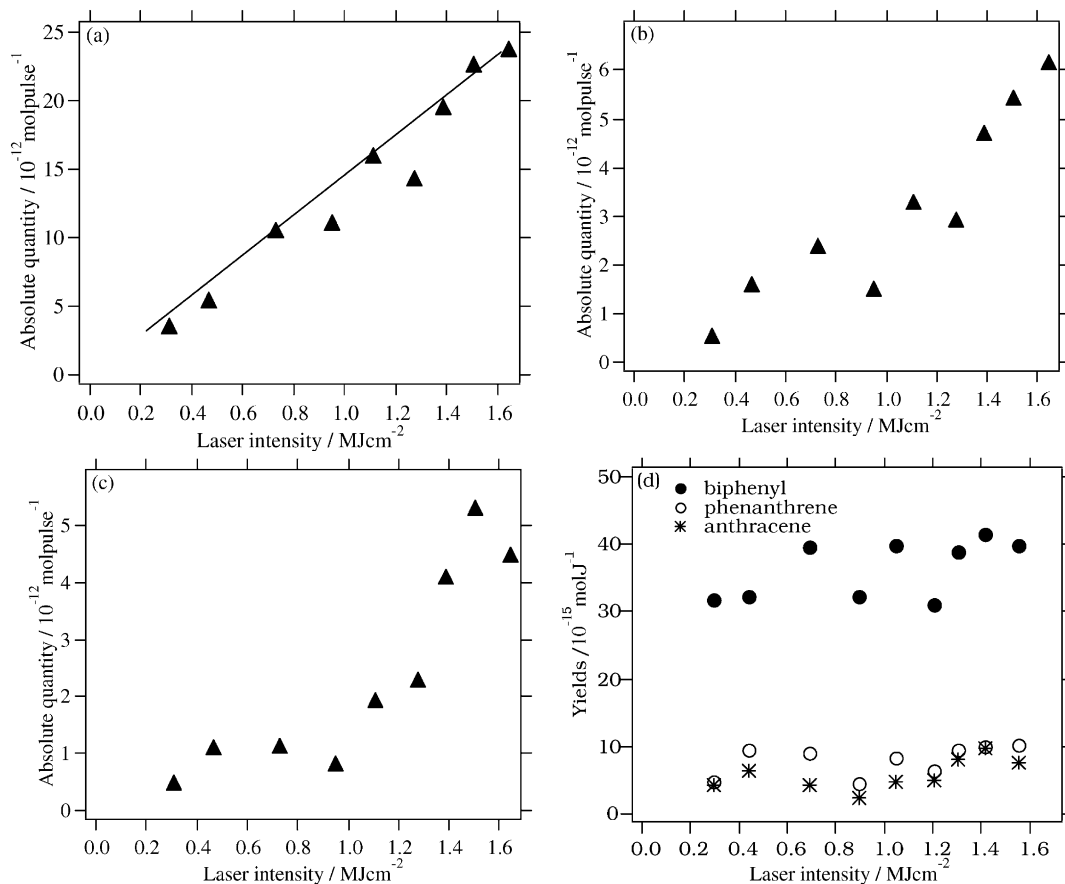 (a)
25
20
15
10
5
0
Absolute quantity / 10⁻¹² molpulse⁻¹
0.0 0.2 0.4 0.6 0.8 1.0 1.2 1.4 1.6
Laser intensity / MJcm⁻²
(b)
6
5
4
3
2
1
0
Absolute quantity / 10⁻¹² molpulse⁻¹
0.0 0.2 0.4 0.6 0.8 1.0 1.2 1.4 1.6
Laser intensity / MJcm⁻²
(c)
5
4
3
2
1
0
Absolute quantity / 10⁻¹² molpulse⁻¹
0.0 0.2 0.4 0.6 0.8 1.0 1.2 1.4 1.6
Laser intensity / MJcm⁻²
(d)
biphenyl
phenanthrene
anthracene
50
40
30
20
10
0
Yields /10⁻¹⁵ molJ⁻¹
0.0 0.2 0.4 0.6 0.8 1.0 1.2 1.4 1.6
Laser intensity / MJcm⁻²